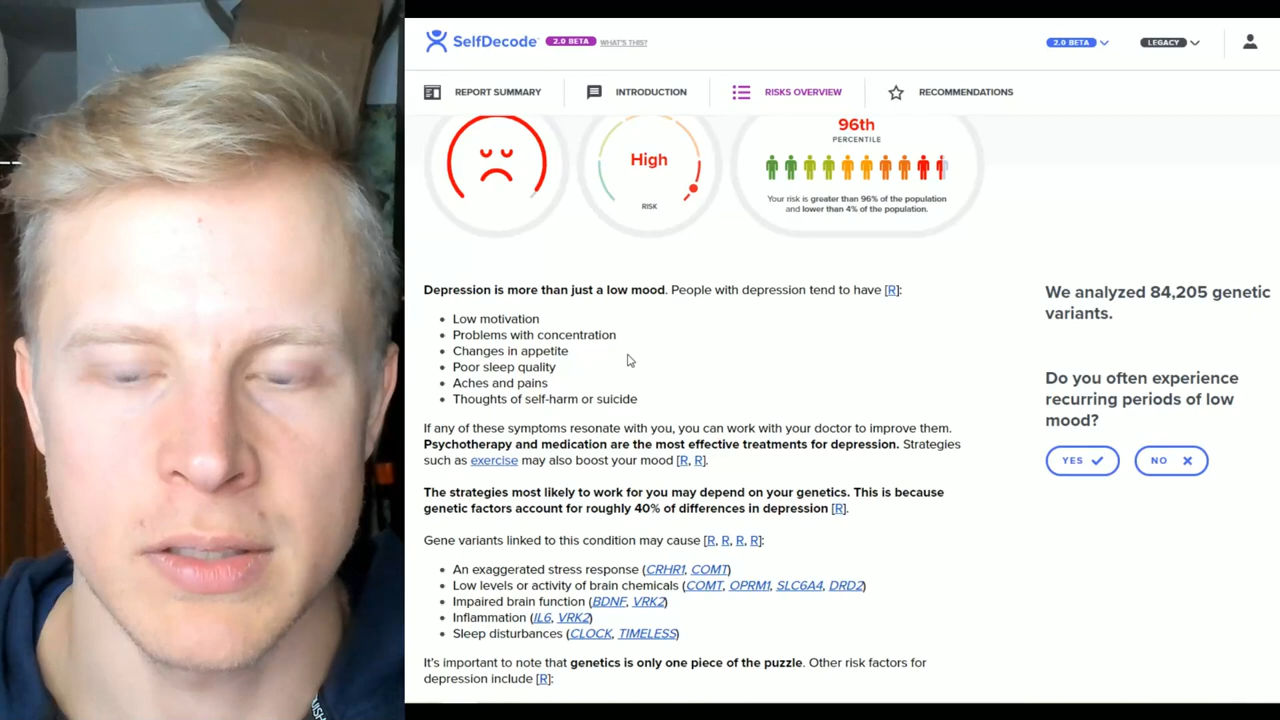 SelfDecode 2.0 BETA WHAT'S THIS?
2.0 BETA LEGACY
REPORT SUMMARY INTRODUCTION RISKS OVERVIEW RECOMMENDATIONS
High
RISK
96th
PERCENTILE
Your risk is greater than 96% of the population
and lower than 4% of the population.
Depression is more than just a low mood. People with depression tend to have [R]:
• Low motivation
• Problems with concentration
• Changes in appetite
• Poor sleep quality
• Aches and pains
• Thoughts of self-harm or suicide
If any of these symptoms resonate with you, you can work with your doctor to improve them.
Psychotherapy and medication are the most effective treatments for depression. Strategies
such as exercise may also boost your mood [R, R].
The strategies most likely to work for you may depend on your genetics. This is because
genetic factors account for roughly 40% of differences in depression [R].
Gene variants linked to this condition may cause [R, R, R, R]:
• An exaggerated stress response (CRHR1, COMT)
• Low levels or activity of brain chemicals (COMT, OPRM1, SLC6A4, DRD2)
• Impaired brain function (BDNF, VRK2)
• Inflammation (IL6, VRK2)
• Sleep disturbances (CLOCK, TIMELESS)
It's important to note that genetics is only one piece of the puzzle. Other risk factors for
depression include [R]:
We analyzed 84,205 genetic
variants.
Do you often experience
recurring periods of low
mood?
YES NO